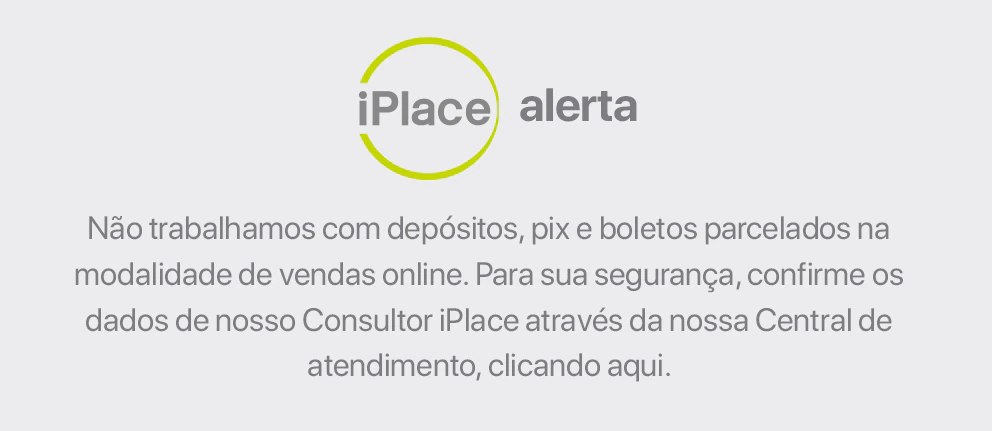 iPlace alerta
Não trabalhamos com depósitos, pix e boletos parcelados na
modalidade de vendas online. Para sua segurança, confirme os
dados de nosso Consultor iPlace através da nossa Central de
atendimento, clicando aqui.